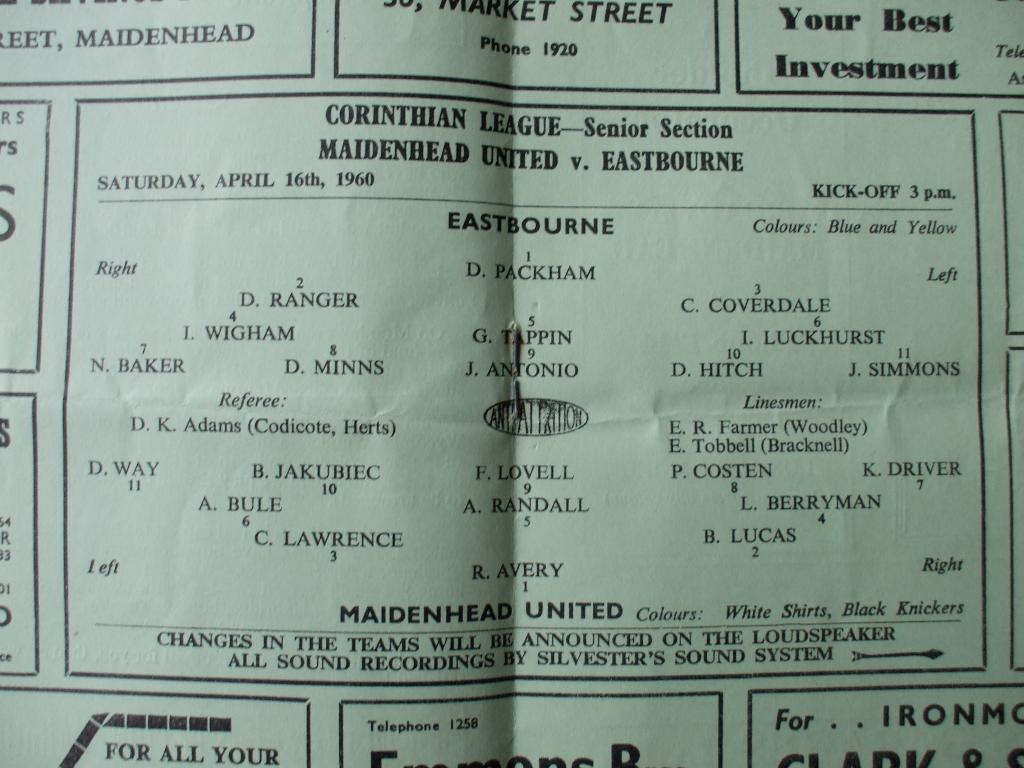 REET, MAIDENHEAD
MARKET STREET
Phone 1920
Your Best
Investment
CORINTHIAN LEAGUE—Senior Section
MAIDENHEAD UNITED v. EASTBOURNE
SATURDAY, APRIL 16th, 1960
KICK-OFF 3 p.m.
EASTBOURNE
Colours: Blue and Yellow
Right
1
D. PACKHAM
Left
2
D. RANGER
3
C. COVERDALE
4
I. WIGHAM
5
G. TAPPIN
6
I. LUCKHURST
7
N. BAKER
8
D. MINNS
9
J. ANTONIO
10
D. HITCH
11
J. SIMMONS
Referee:
D. K. Adams (Codicote, Herts)
Linesmen:
E. R. Farmer (Woodley)
E. Tobbell (Bracknell)
D. WAY
11
B. JAKUBIEC
10
F. LOVELL
9
P. COSTEN
8
K. DRIVER
7
A. BULE
6
A. RANDALL
5
L. BERRYMAN
4
C. LAWRENCE
3
B. LUCAS
2
Left
R. AVERY
1
Right
MAIDENHEAD UNITED Colours: White Shirts, Black Knickers
CHANGES IN THE TEAMS WILL BE ANNOUNCED ON THE LOUDSPEAKER
ALL SOUND RECORDINGS BY SILVESTER'S SOUND SYSTEM
FOR ALL YOUR
Telephone 1258
For . . IRONMO